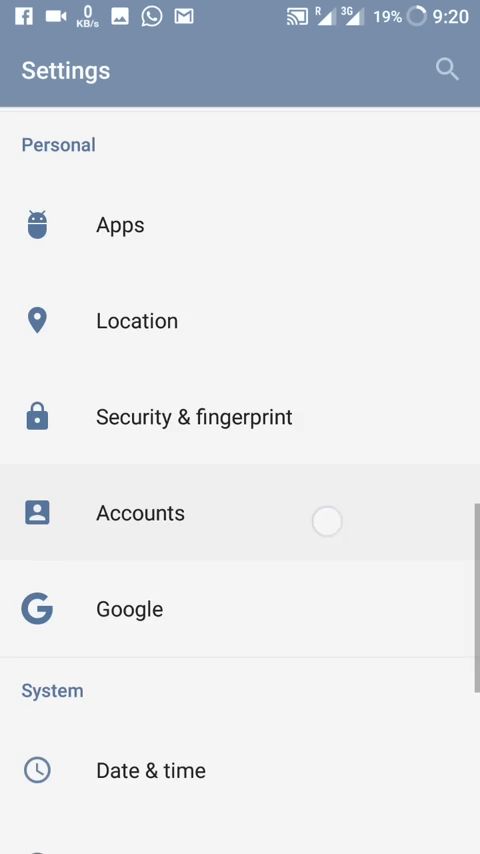 0 KB/s R 3G 19% 9:20
Settings
Personal
Apps
Location
Security & fingerprint
Accounts
Google
System
Date & time